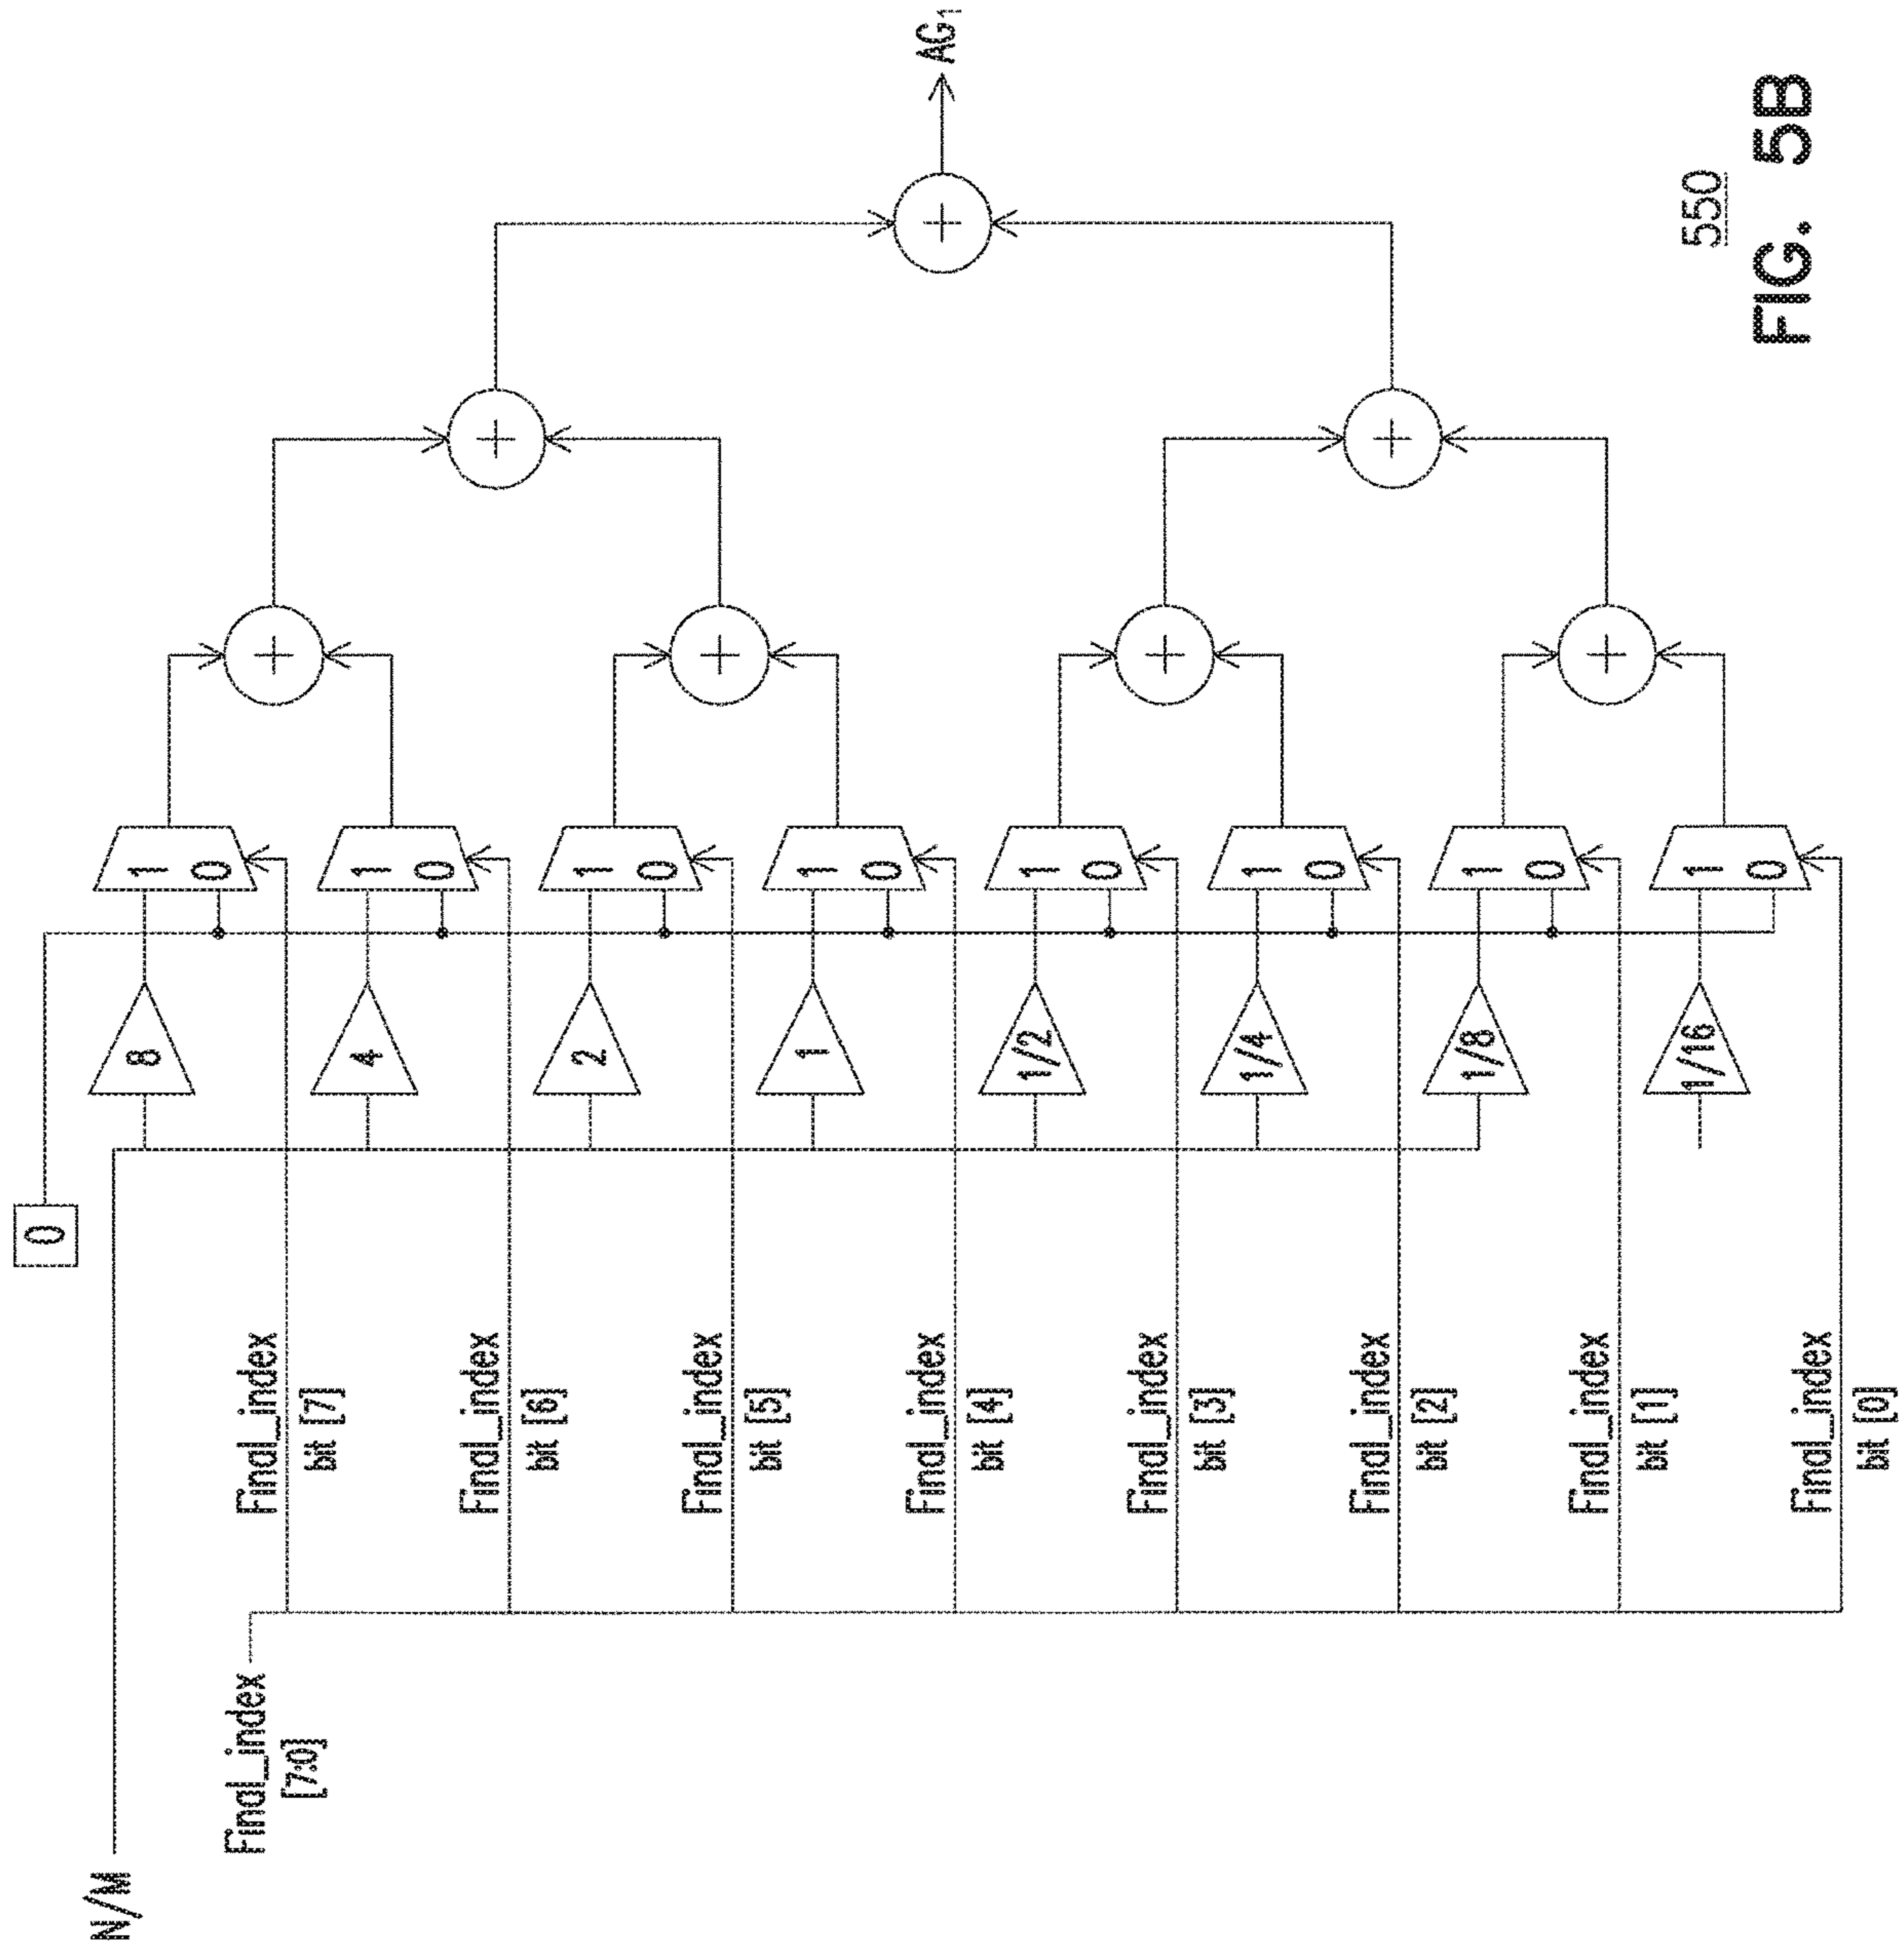 N/M
Final_index
[7:0]
0
Final_index
bit [7]
Final_index
bit [6]
Final_index
bit [5]
Final_index
bit [4]
Final_index
bit [3]
Final_index
bit [2]
Final_index
bit [1]
Final_index
bit [0]
8
4
2
1
1/2
1/4
1/8
1/16
1 0
1 0
1 0
1 0
1 0
1 0
1 0
1 0
+
+
+
+
+
+
+
AG₁
550
FIG. 5B